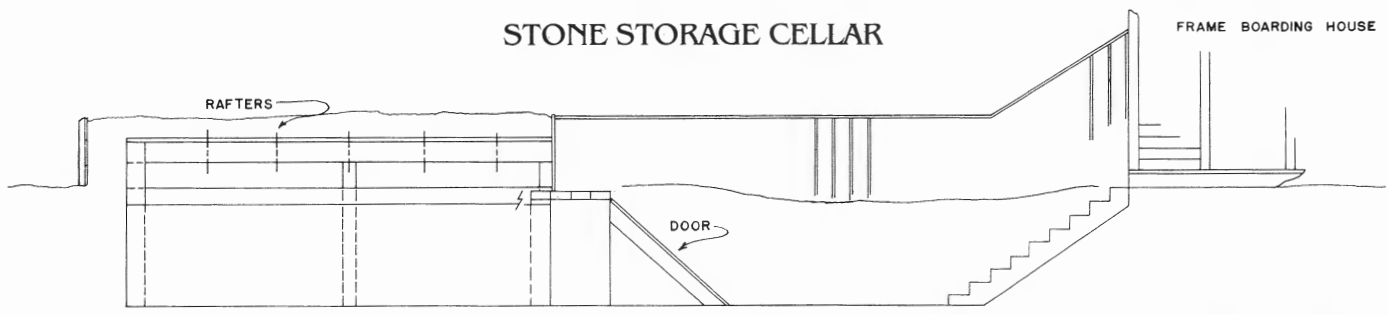 STONE STORAGE CELLAR
FRAME BOARDING HOUSE
RAFTERS
DOOR